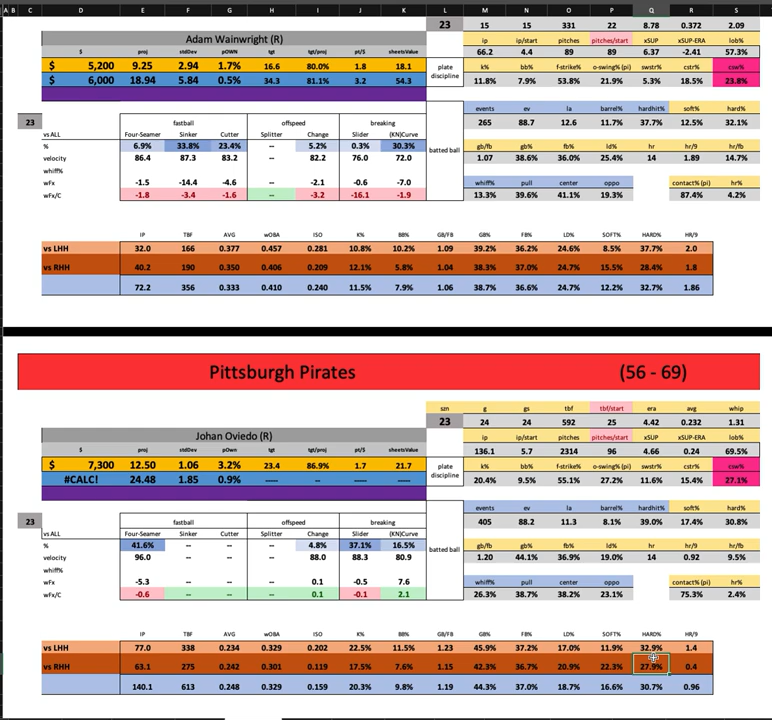 A B C D E F G H I J K L M N O P Q R S
23 15 15 331 22 8.78 0.372 2.09
Adam Wainwright (R) ip ip/start pitches pitches/start xSUP xSUP-ERA lob%
66.2 4.4 89 89 6.37 -2.41 57.3%
$ proj stdDev pOWN tgt tgt/proj pt/$ sheetsValue
$ 5,200 9.25 2.94 1.7% 16.6 80.0% 1.8 18.1 plate discipline k% bb% f-strike% o-swing% (pi) swstr% cstr% csw%
$ 6,000 18.94 5.84 0.5% 34.3 81.1% 3.2 54.3 11.8% 7.9% 53.8% 21.9% 5.3% 18.5% 23.8%
events ev la barrel% hardhit% soft% hard%
23 fastball offspeed breaking 265 88.7 12.6 11.7% 37.7% 12.5% 32.1%
vs ALL Four-Seamer Sinker Cutter Splitter Change Slider (KN)Curve batted ball
% 6.9% 33.8% 23.4% -- 5.2% 0.3% 30.3% gb/fb gb% fb% ld% hr hr/9 hr/fb
velocity 86.4 87.3 83.2 -- 82.2 76.0 72.0 1.07 38.6% 36.0% 25.4% 14 1.89 14.7%
whiff%
wFx -1.5 -14.4 -4.6 -- -2.1 -0.6 -7.0 whiff% pull center oppo contact% (pi) hr%
wFx/C -1.8 -3.4 -1.6 -- -3.2 -16.1 -1.9 13.3% 39.6% 41.1% 19.3% 87.4% 4.2%
IP TBF AVG wOBA ISO K% BB% GB/FB GB% FB% LD% SOFT% HARD% HR/9
vs LHH 32.0 166 0.377 0.457 0.281 10.8% 10.2% 1.09 39.2% 36.2% 24.6% 8.5% 37.7% 2.0
vs RHH 40.2 190 0.350 0.406 0.209 12.1% 5.8% 1.04 38.3% 37.0% 24.7% 15.5% 28.4% 1.8
72.2 356 0.333 0.410 0.240 11.5% 7.9% 1.06 38.7% 36.6% 24.7% 12.2% 32.7% 1.86
Pittsburgh Pirates (56 - 69)
szn g gs tbf tbf/start era avg whip
23 24 24 592 25 4.42 0.232 1.31
Johan Oviedo (R) ip ip/start pitches pitches/start xSUP xSUP-ERA lob%
136.1 5.7 2314 96 4.66 0.24 69.5%
$ proj stdDev pOwn tgt tgt/proj pt/$ sheetsValue
$ 7,300 12.50 1.06 3.2% 23.4 86.9% 1.7 21.7 plate discipline k% bb% f-strike% o-swing% (pi) swstr% cstr% csw%
#CALC! 24.48 1.85 0.9% ---- ---- ---- ---- 20.4% 9.5% 55.1% 27.2% 11.6% 15.4% 27.1%
events ev la barrel% hardhit% soft% hard%
23 fastball offspeed breaking 405 88.2 11.3 8.1% 39.0% 17.4% 30.8%
vs ALL Four-Seamer Sinker Cutter Splitter Change Slider (KN)Curve batted ball
% 41.6% -- -- -- 4.8% 37.1% 16.5% gb/fb gb% fb% ld% hr hr/9 hr/fb
velocity 96.0 -- -- -- 88.0 88.3 80.9 1.20 44.1% 36.9% 19.0% 14 0.92 9.5%
whiff%
wFx -5.3 -- -- -- 0.1 -0.5 7.6 whiff% pull center oppo contact% (pi) hr%
wFx/C -0.6 -- -- -- 0.1 -0.1 2.1 26.3% 38.7% 38.2% 23.1% 75.3% 2.4%
IP TBF AVG wOBA ISO K% BB% GB/FB GB% FB% LD% SOFT% HARD% HR/9
vs LHH 77.0 338 0.234 0.329 0.202 22.5% 11.5% 1.23 45.9% 37.2% 17.0% 11.9% 32.9% 1.4
vs RHH 63.1 275 0.242 0.301 0.119 17.5% 7.6% 1.15 42.3% 36.7% 20.9% 22.3% 27.9% 0.4
140.1 613 0.248 0.329 0.159 20.3% 9.8% 1.19 44.3% 37.0% 18.7% 16.6% 30.7% 0.96